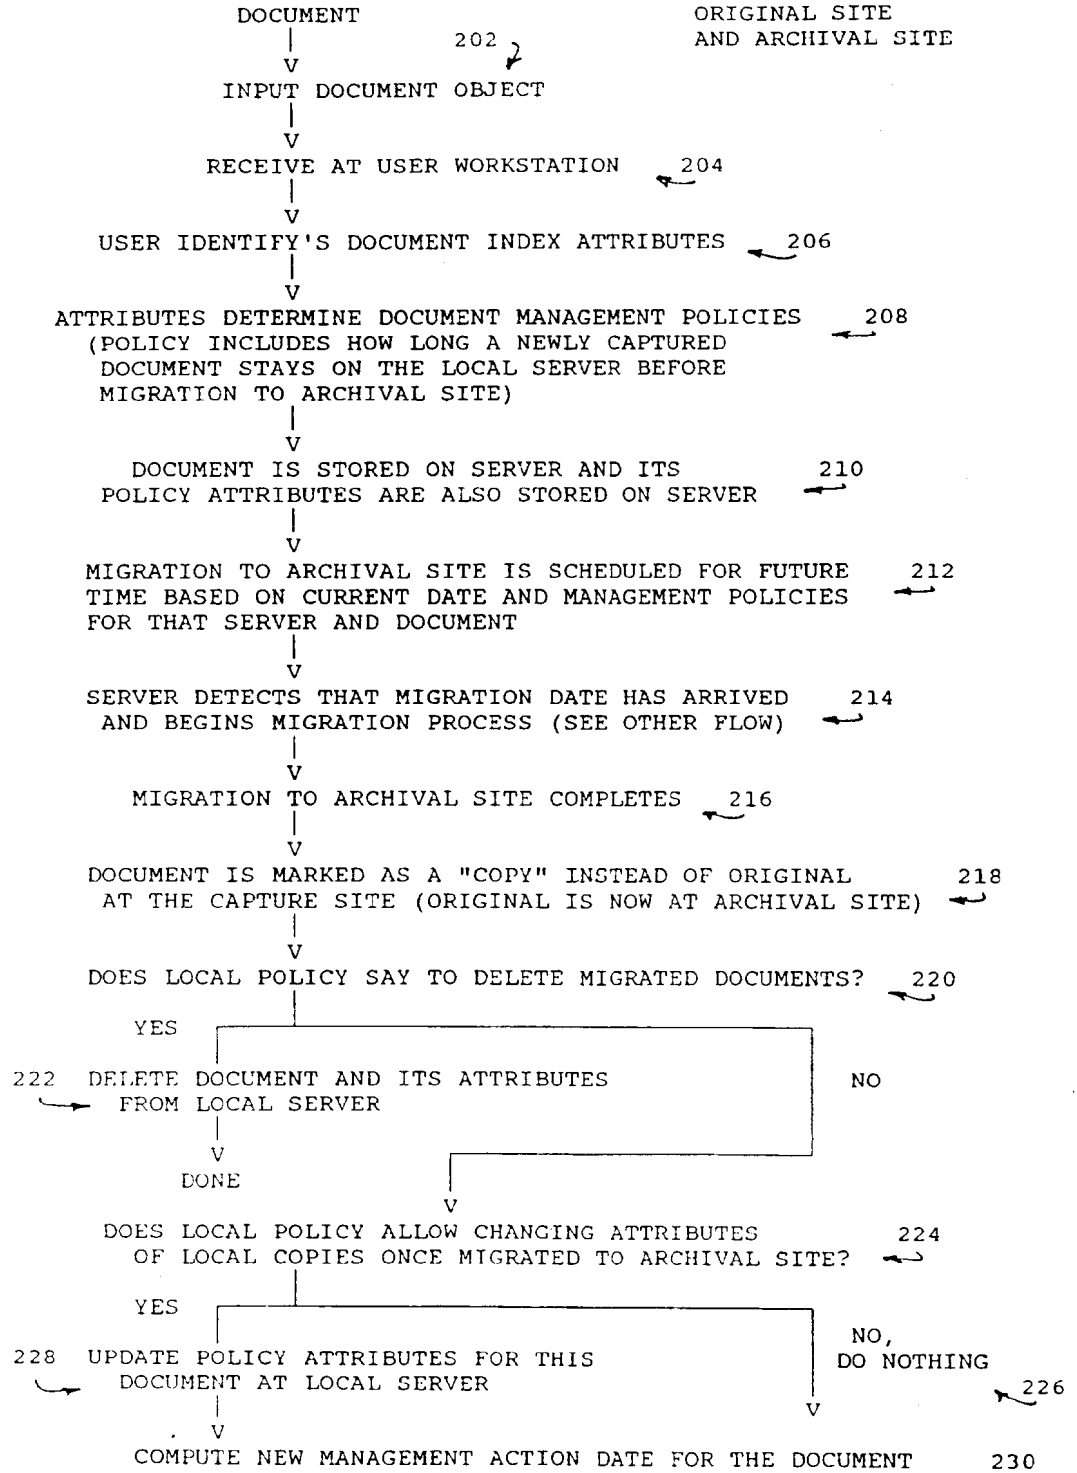 DOCUMENT
ORIGINAL SITE
AND ARCHIVAL SITE
202
V
INPUT DOCUMENT OBJECT
V
RECEIVE AT USER WORKSTATION 204
V
USER IDENTIFY'S DOCUMENT INDEX ATTRIBUTES 206
V
ATTRIBUTES DETERMINE DOCUMENT MANAGEMENT POLICIES 208
(POLICY INCLUDES HOW LONG A NEWLY CAPTURED
DOCUMENT STAYS ON THE LOCAL SERVER BEFORE
MIGRATION TO ARCHIVAL SITE)
V
DOCUMENT IS STORED ON SERVER AND ITS 210
POLICY ATTRIBUTES ARE ALSO STORED ON SERVER
V
MIGRATION TO ARCHIVAL SITE IS SCHEDULED FOR FUTURE 212
TIME BASED ON CURRENT DATE AND MANAGEMENT POLICIES
FOR THAT SERVER AND DOCUMENT
V
SERVER DETECTS THAT MIGRATION DATE HAS ARRIVED 214
AND BEGINS MIGRATION PROCESS (SEE OTHER FLOW)
V
MIGRATION TO ARCHIVAL SITE COMPLETES 216
V
DOCUMENT IS MARKED AS A "COPY" INSTEAD OF ORIGINAL 218
AT THE CAPTURE SITE (ORIGINAL IS NOW AT ARCHIVAL SITE)
V
DOES LOCAL POLICY SAY TO DELETE MIGRATED DOCUMENTS? 220
YES
222 DELETE DOCUMENT AND ITS ATTRIBUTES NO
FROM LOCAL SERVER
V
DONE
V
DOES LOCAL POLICY ALLOW CHANGING ATTRIBUTES 224
OF LOCAL COPIES ONCE MIGRATED TO ARCHIVAL SITE?
YES
NO,
228 UPDATE POLICY ATTRIBUTES FOR THIS DO NOTHING
DOCUMENT AT LOCAL SERVER 226
V
V
COMPUTE NEW MANAGEMENT ACTION DATE FOR THE DOCUMENT 230